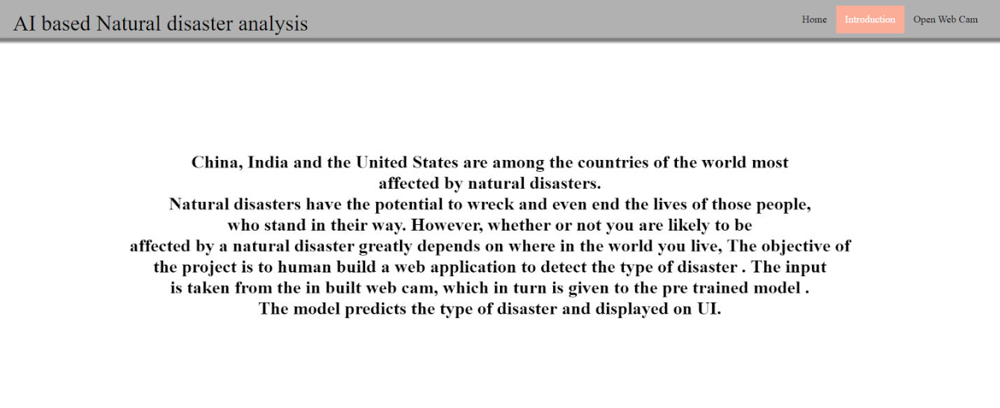 AI based Natural disaster analysis
Home
Introduction
Open Web Cam
China, India and the United States are among the countries of the world most
affected by natural disasters.
Natural disasters have the potential to wreck and even end the lives of those people,
who stand in their way. However, whether or not you are likely to be
affected by a natural disaster greatly depends on where in the world you live, The objective of
the project is to human build a web application to detect the type of disaster . The input
is taken from the in built web cam, which in turn is given to the pre trained model .
The model predicts the type of disaster and displayed on UI.